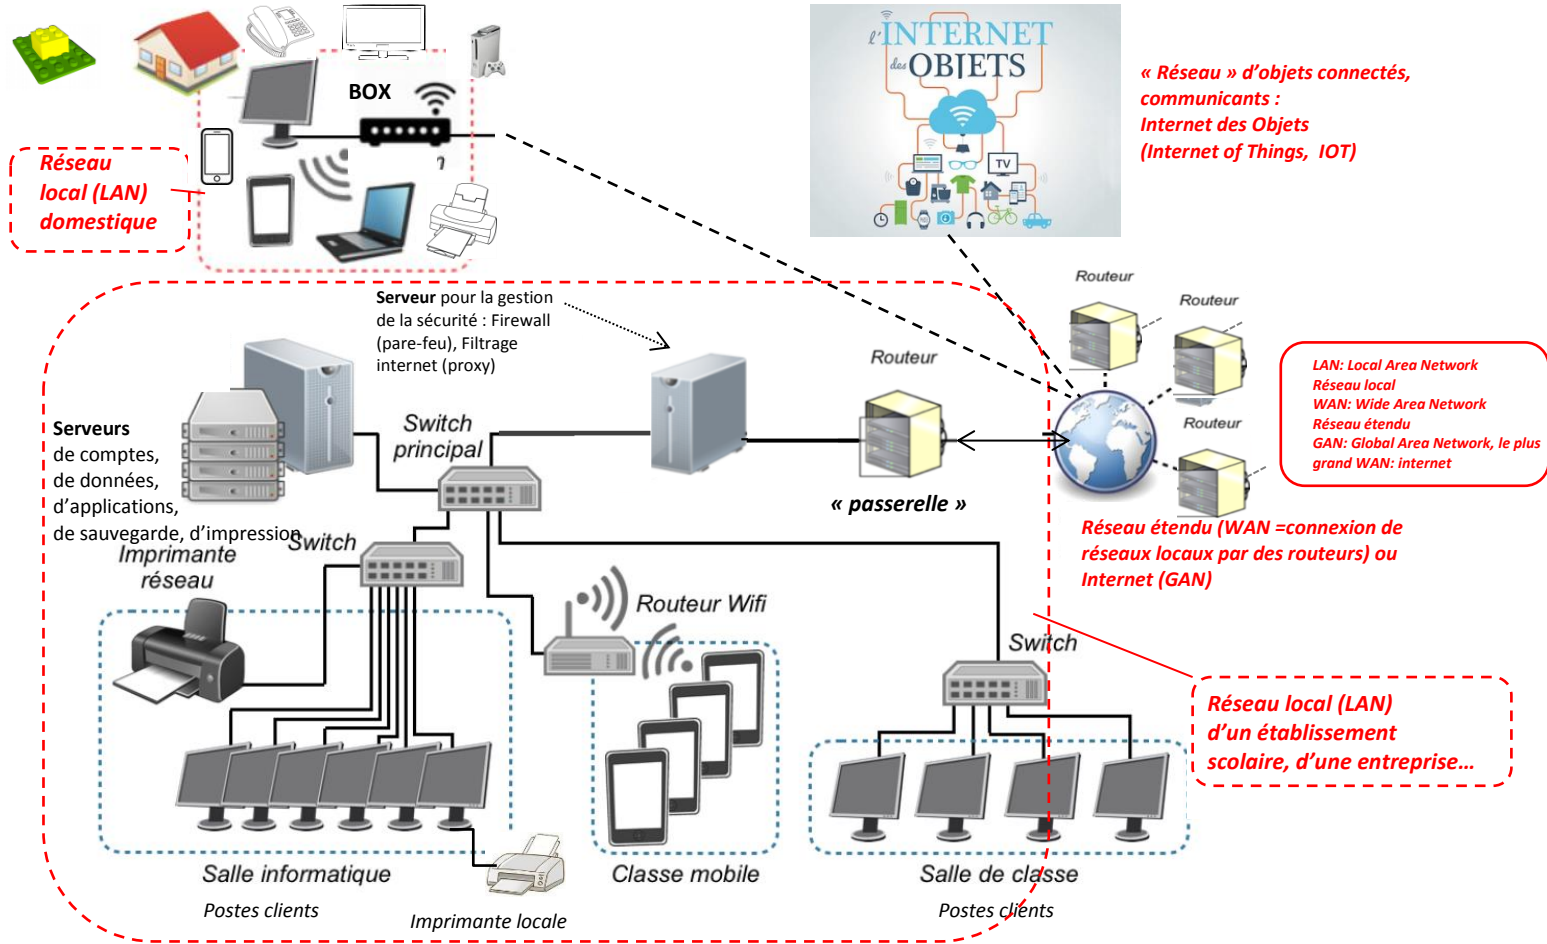 BOX
Réseau
local (LAN)
domestique
l'INTERNET
des OBJETS
TV
« Réseau » d'objets connectés,
communicants :
Internet des Objets
(Internet of Things,  IOT)
Serveur pour la gestion
de la sécurité : Firewall
(pare-feu), Filtrage
internet (proxy)
Routeur
Routeur
Routeur
Routeur
LAN: Local Area Network
Réseau local
WAN: Wide Area Network
Réseau étendu
GAN: Global Area Network, le plus
grand WAN: internet
Serveurs
de comptes,
de données,
d'applications,
de sauvegarde, d'impression
Switch
principal
« passerelle »
Réseau étendu (WAN =connexion de
réseaux locaux par des routeurs) ou
Internet (GAN)
Imprimante
réseau
Switch
Routeur Wifi
Switch
Réseau local (LAN)
d'un établissement
scolaire, d'une entreprise…
Salle informatique
Postes clients
Imprimante locale
Classe mobile
Salle de classe
Postes clients